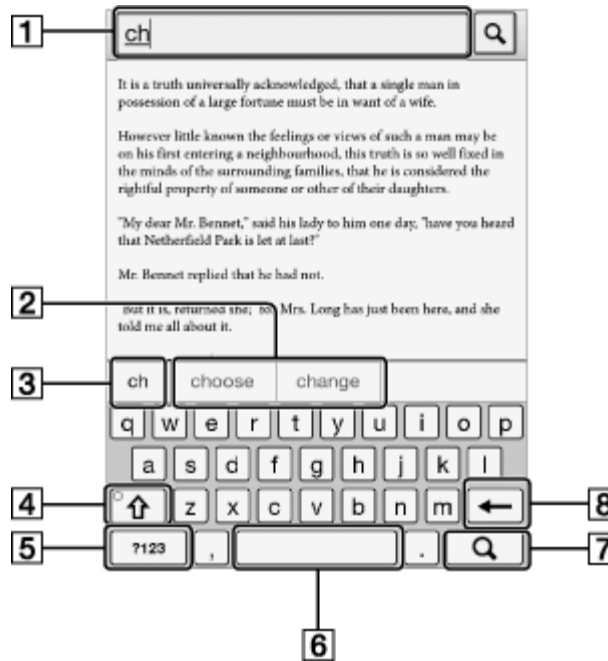 1
ch
It is a truth universally acknowledged, that a single man in
possession of a large fortune must be in want of a wife.
However little known the feelings or views of such a man may be
on his first entering a neighbourhood, this truth is so well fixed in
the minds of the surrounding families, that he is considered the
rightful property of someone or other of their daughters.
"My dear Mr. Bennet," said his lady to him one day, "have you heard
that Netherfield Park is let at last?"
Mr. Bennet replied that he had not.
2
"But it is, returned she; "for Mrs. Long has just been here, and she
told me all about it.
3
ch choose change
q w e r t y u i o p
a s d f g h j k l
4
z x c v b n m
8
5
?123 , .
7
6